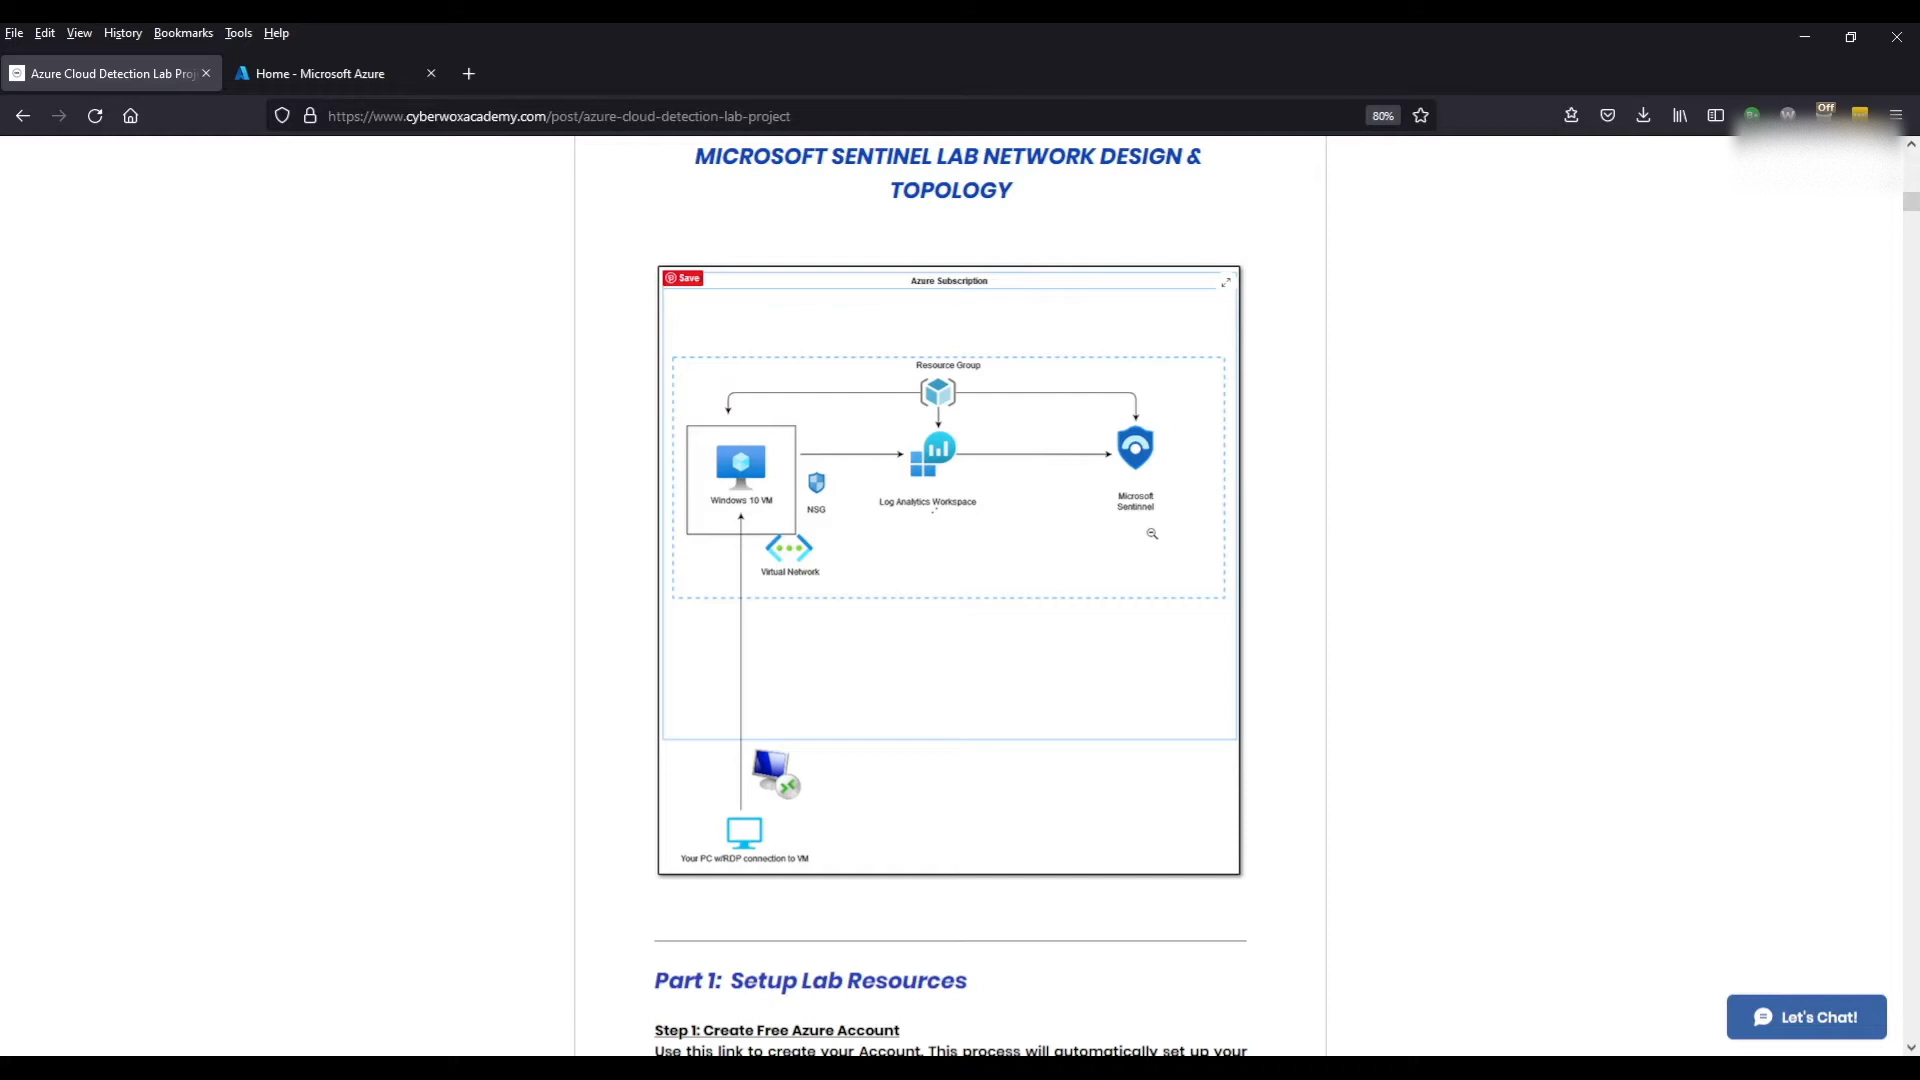 File Edit View History Bookmarks Tools Help
Azure Cloud Detection Lab Proj
Home - Microsoft Azure
https://www.cyberwoxacademy.com/post/azure-cloud-detection-lab-project
80%
Off
MICROSOFT SENTINEL LAB NETWORK DESIGN &
TOPOLOGY
Save
Azure Subscription
Resource Group
Windows 10 VM
NSG
Log Analytics Workspace
Microsoft
Sentinnel
Virtual Network
Your PC w/RDP connection to VM
Part 1: Setup Lab Resources
Step 1: Create Free Azure Account
Use this link to create your Account. This process will automatically set up your
Let's Chat!